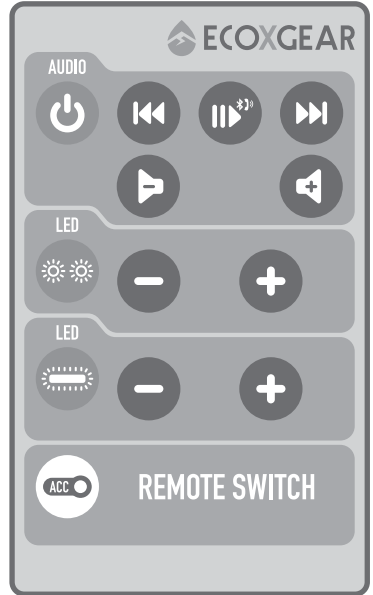 ECOXGEAR
AUDIO
LED
LED
ACC
REMOTE SWITCH